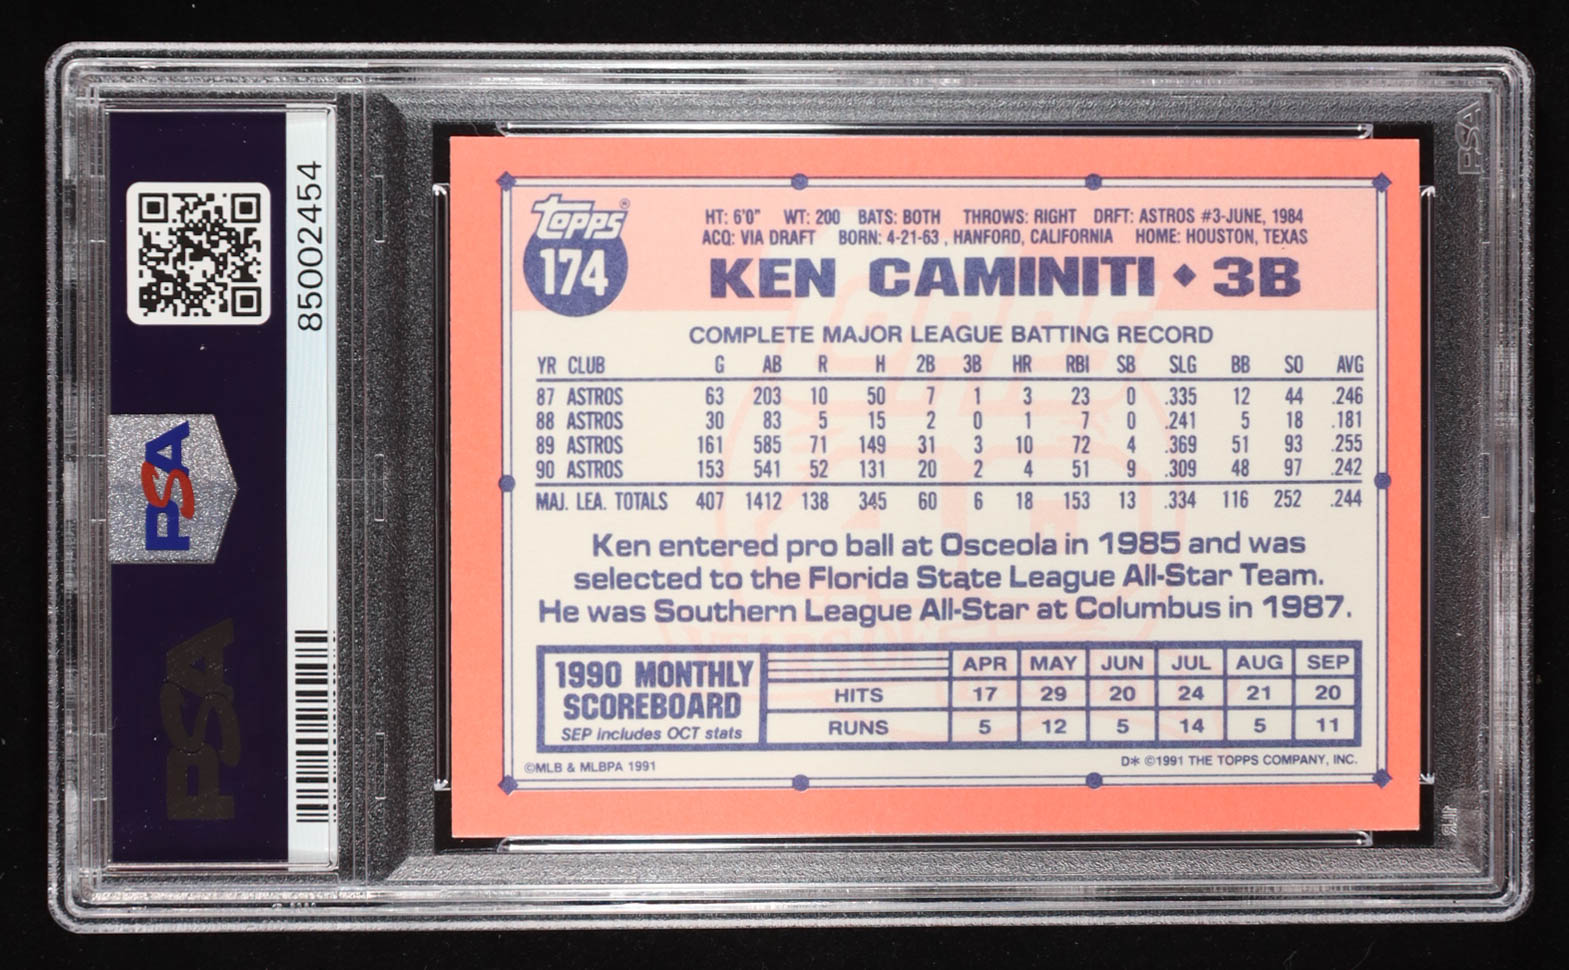 85002454
PSA
PSA
PSA
topps®
174
HT: 6'0" WT: 200 BATS: BOTH THROWS: RIGHT DRFT: ASTROS #3-JUNE, 1984
ACQ: VIA DRAFT BORN: 4-21-63 , HANFORD, CALIFORNIA HOME: HOUSTON, TEXAS
KEN CAMINITI ◆ 3B
COMPLETE MAJOR LEAGUE BATTING RECORD
YR CLUB G AB R H 2B 3B HR RBI SB SLG BB SO AVG
87 ASTROS 63 203 10 50 7 1 3 23 0 .335 12 44 .246
88 ASTROS 30 83 5 15 2 0 1 7 0 .241 5 18 .181
89 ASTROS 161 585 71 149 31 3 10 72 4 .369 51 93 .255
90 ASTROS 153 541 52 131 20 2 4 51 9 .309 48 97 .242
MAJ. LEA. TOTALS 407 1412 138 345 60 6 18 153 13 .334 116 252 .244
Ken entered pro ball at Osceola in 1985 and was
selected to the Florida State League All-Star Team.
He was Southern League All-Star at Columbus in 1987.
1990 MONTHLY
SCOREBOARD
SEP includes OCT stats
APR MAY JUN JUL AUG SEP
HITS 17 29 20 24 21 20
RUNS 5 12 5 14 5 11
©MLB & MLBPA 1991
D* ©1991 THE TOPPS COMPANY, INC.